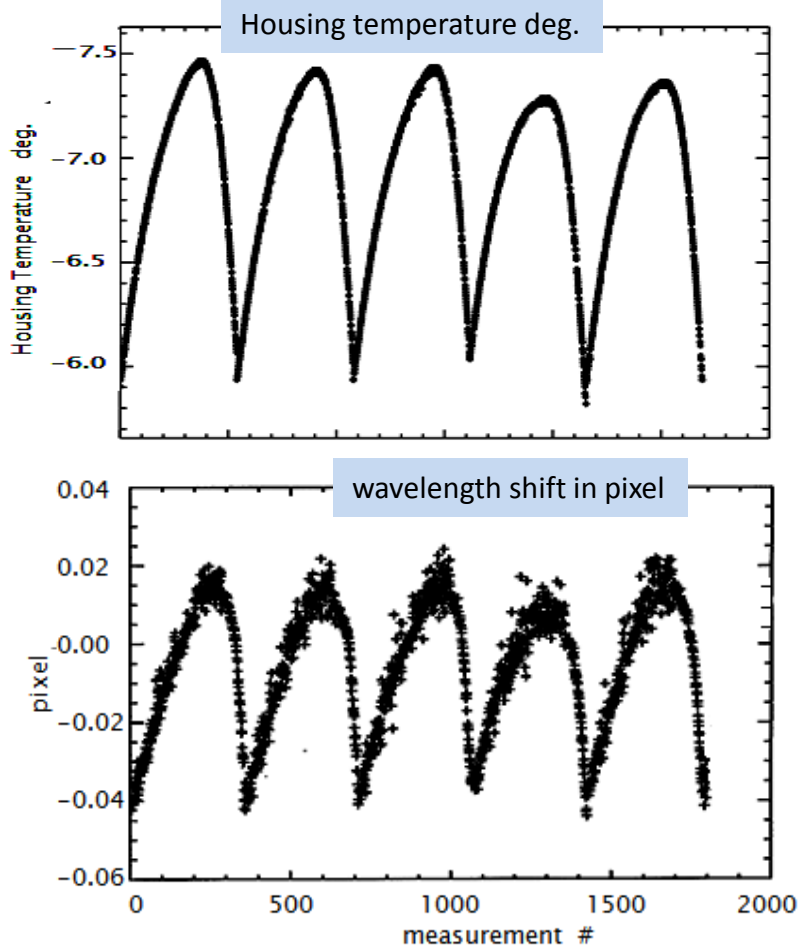 Housing temperature deg.
Housing Temperature deg.
−7.5
−7.0
−6.5
−6.0
wavelength shift in pixel
pixel
0.04
0.02
-0.00
−0.02
−0.04
−0.06
0 500 1000 1500 2000
measurement #